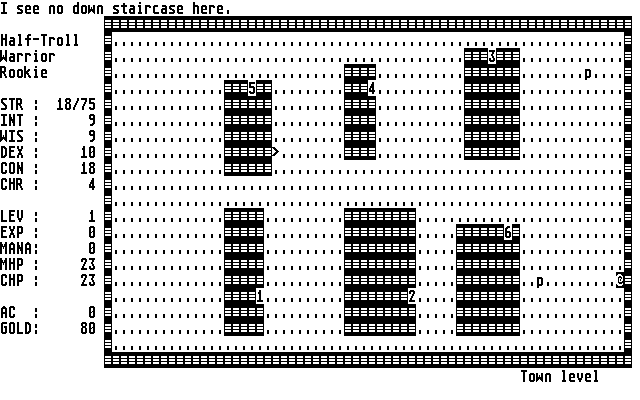 I see no down staircase here.
Half-Troll
Warrior 3
Rookie p
5 4
STR : 18/75
INT : 9
WIS : 9
DEX : 10 >
CON : 18
CHR : 4
LEV : 1
EXP : 0 6
MANA: 0
MHP : 23
CHP : 23 p @
1 2
AC : 0
GOLD: 80
Town level